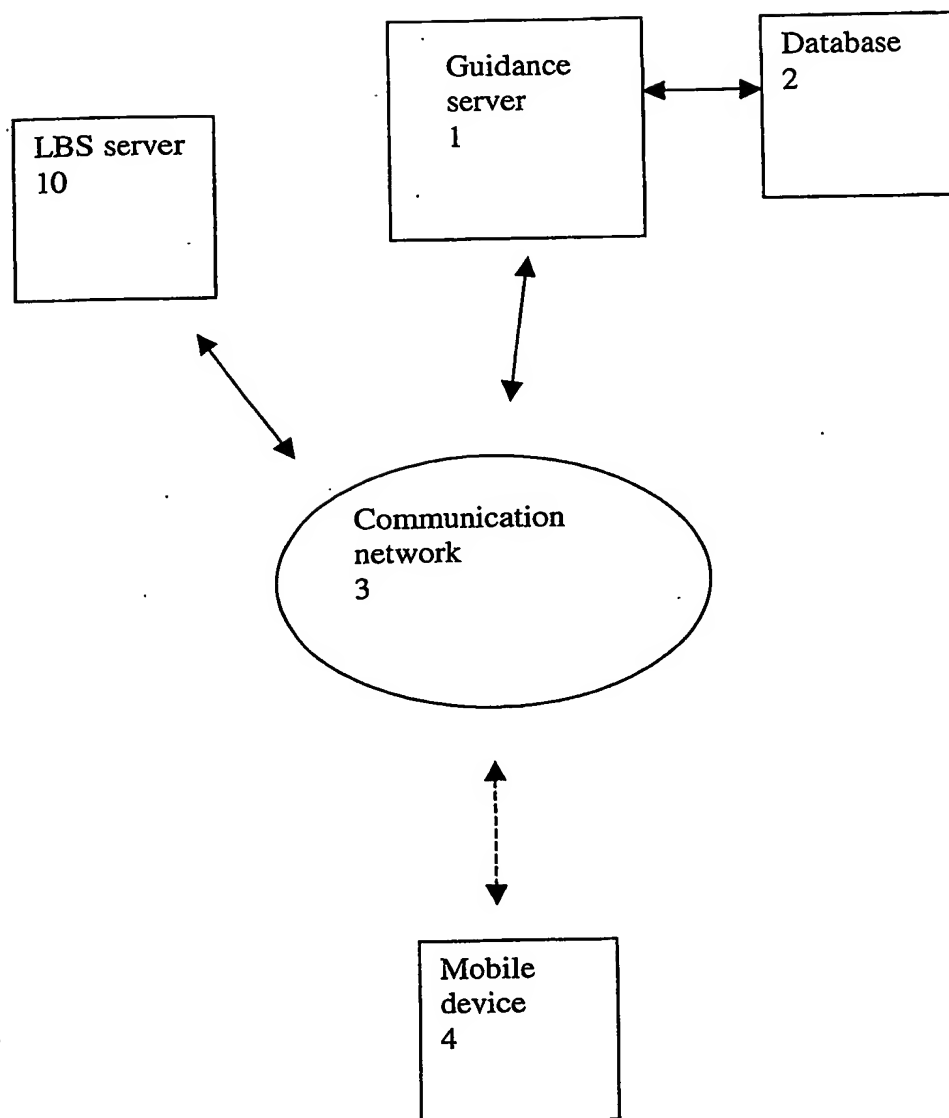 Guidance
server
1
Database
2
LBS server
10
Communication
network
3
Mobile
device
4